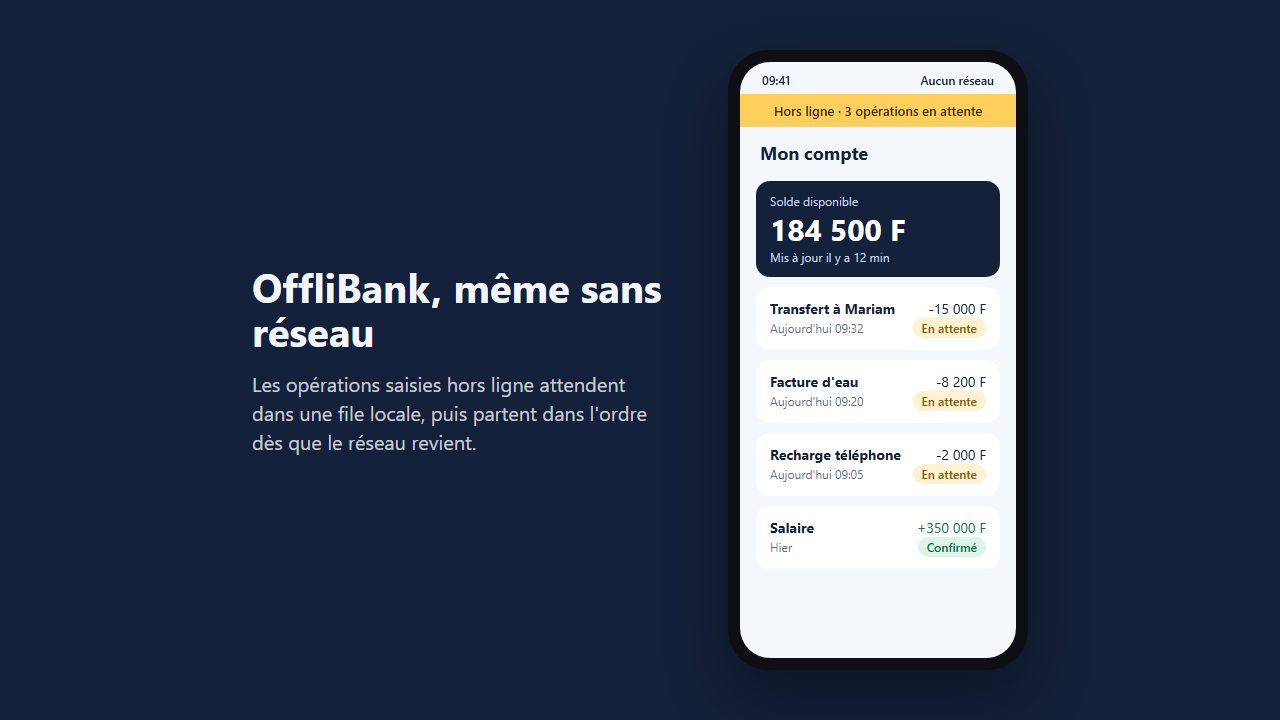 OffliBank, même sans
réseau
Les opérations saisies hors ligne attendent
dans une file locale, puis partent dans l'ordre
dès que le réseau revient.
09:41
Aucun réseau
Hors ligne · 3 opérations en attente
Mon compte
Solde disponible
184 500 F
Mis à jour il y a 12 min
Transfert à Mariam
-15 000 F
Aujourd'hui 09:32
En attente
Facture d'eau
-8 200 F
Aujourd'hui 09:20
En attente
Recharge téléphone
-2 000 F
Aujourd'hui 09:05
En attente
Salaire
+350 000 F
Hier
Confirmé